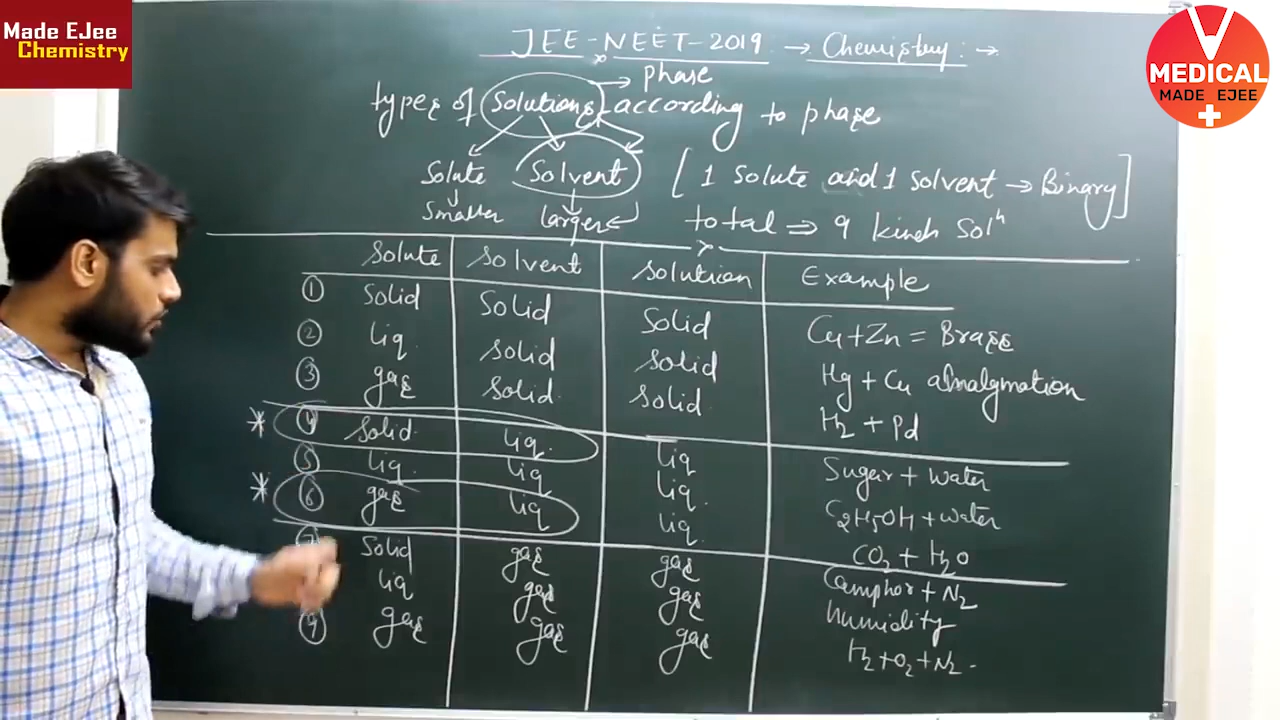 Made EJee
Chemistry
V
MEDICAL
MADE EJEE
JEE-NEET-2019 → Chemistry: →
phase
types of Solutions according to phase
Solute Solvent [1 Solute and 1 Solvent → Binary]
Smaller larger total ⇒ 9 kinds Solⁿ
Solute Solvent Solution Example
① Solid Solid Solid Cu+Zn = Brass
② liq. Solid Solid Hg + Cu amalgmation
③ gas Solid Solid H₂ + Pd
* ④ Solid liq. liq Sugar + water
⑤ liq. liq liq. C₂H₅OH + water
* ⑥ gas liq liq. CO₂ + H₂O
⑦ Solid gas gas Camphor + N₂
liq gas gas humidity
⑨ gas gas gas H₂+O₂+N₂-